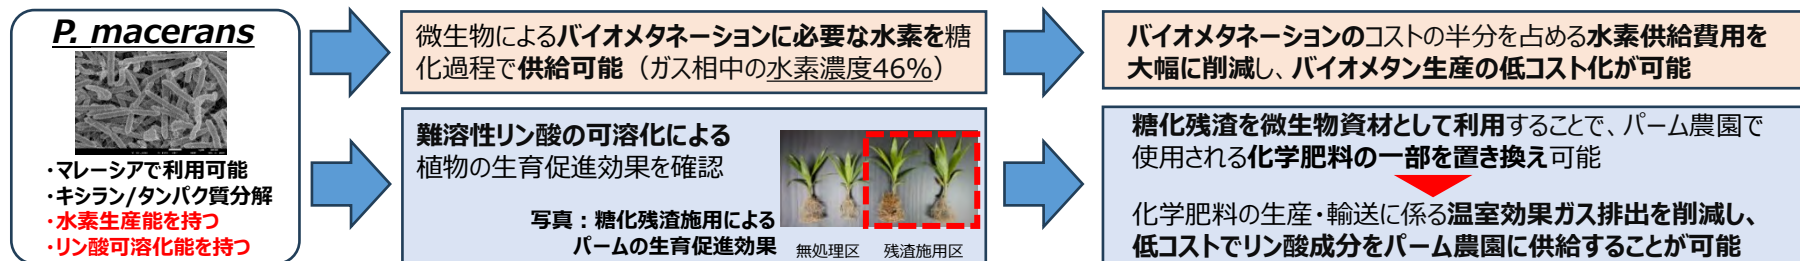 P. macerans
・マレーシアで利用可能
・キシラン/タンパク質分解
・水素生産能を持つ
・リン酸可溶化能を持つ
微生物によるバイオメタネーションに必要な水素を糖
化過程で供給可能（ガス相中の水素濃度46%）
バイオメタネーションのコストの半分を占める水素供給費用を
大幅に削減し、バイオメタン生産の低コスト化が可能
難溶性リン酸の可溶化による
植物の生育促進効果を確認
写真：糖化残渣施用による
パームの生育促進効果
無処理区 残渣施用区
糖化残渣を微生物資材として利用することで、パーム農園で
使用される化学肥料の一部を置き換え可能
化学肥料の生産・輸送に係る温室効果ガス排出を削減し、
低コストでリン酸成分をパーム農園に供給することが可能